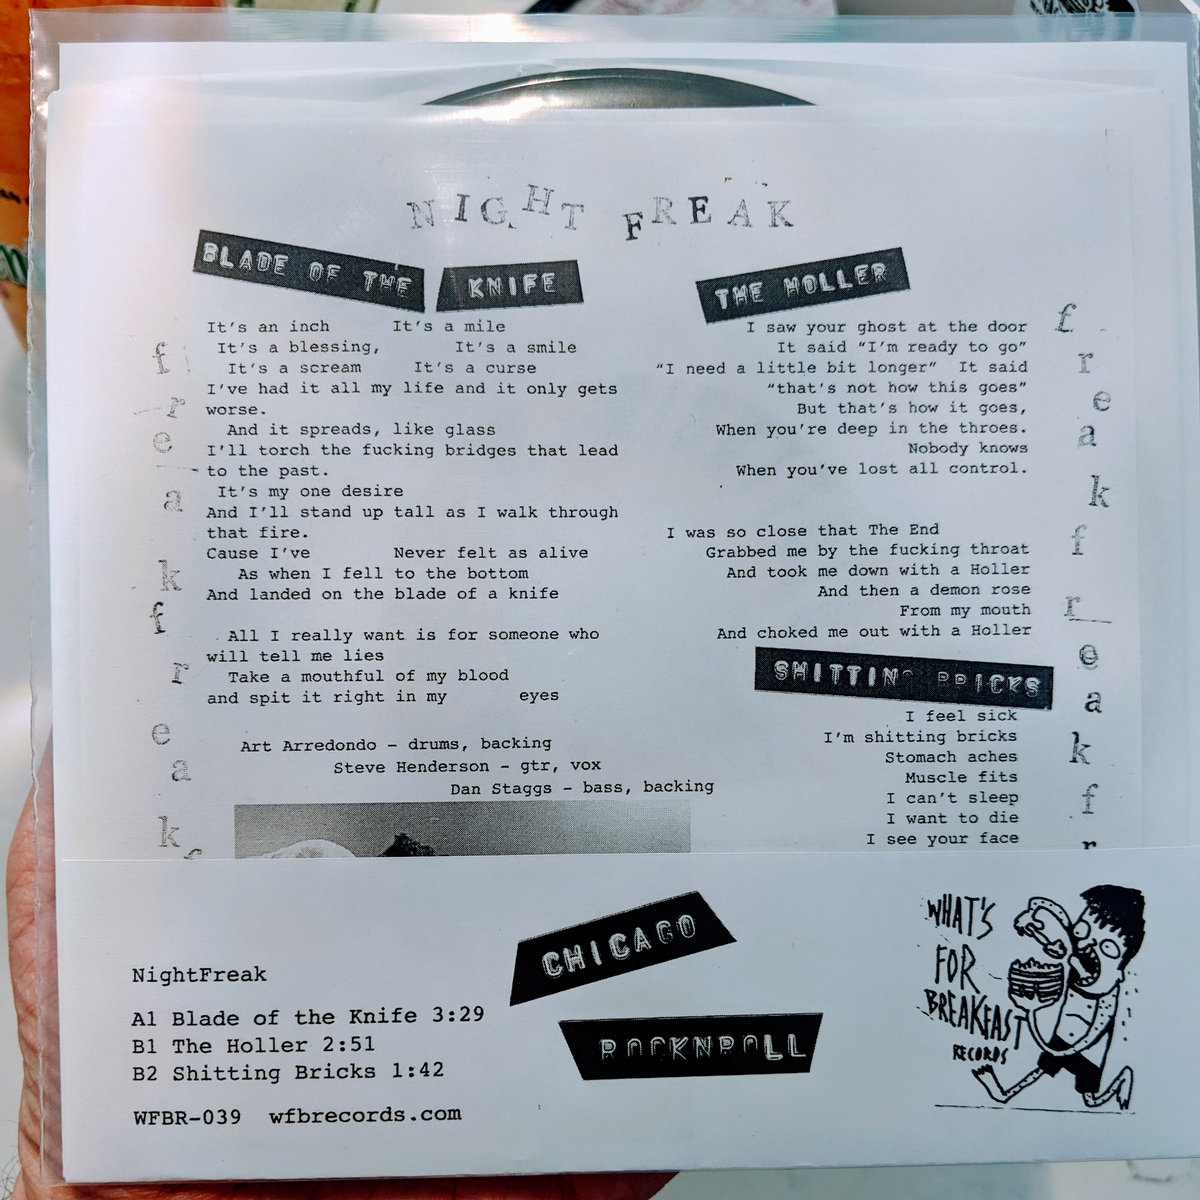 NIGHT FREAK
BLADE OF THE KNIFE
It's an inch It's a mile
It's a blessing, It's a smile
It's a scream It's a curse
I've had it all my life and it only gets
worse.
And it spreads, like glass
I'll torch the fucking bridges that lead
to the past.
It's my one desire
And I'll stand up tall as I walk through
that fire.
Cause I've Never felt as alive
As when I fell to the bottom
And landed on the blade of a knife
All I really want is for someone who
will tell me lies
Take a mouthful of my blood
and spit it right in my eyes
Art Arredondo - drums, backing
Steve Henderson - gtr, vox
Dan Staggs - bass, backing
THE HOLLER
I saw your ghost at the door
It said "I'm ready to go"
"I need a little bit longer" It said
"that's not how this goes"
But that's how it goes,
When you're deep in the throes.
Nobody knows
When you've lost all control.
I was so close that The End
Grabbed me by the fucking throat
And took me down with a Holler
And then a demon rose
From my mouth
And choked me out with a Holler
SHITTING BRICKS
I feel sick
I'm shitting bricks
Stomach aches
Muscle fits
I can't sleep
I want to die
I see your face
f
r
e
a
k
f
r
e
a
k
f
f
r
e
a
k
f
r
e
a
k
f
r
NightFreak
A1 Blade of the Knife 3:29
B1 The Holler 2:51
B2 Shitting Bricks 1:42
WFBR-039 wfbrecords.com
CHICAGO
ROCKNROLL
WHAT'S
FOR
BREAKFAST
RECORDS